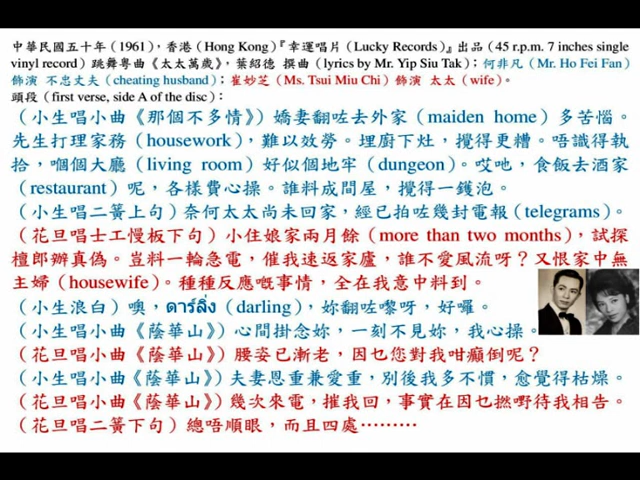 中華民國五十年（1961），香港（Hong Kong）『幸運唱片（Lucky Records）』出品（45 r.p.m. 7 inches single
vinyl record）跳舞粵曲《太太萬歲》，葉紹德 撰曲（lyrics by Mr. Yip Siu Tak）；何非凡（Mr. Ho Fei Fan）
飾演 不忠丈夫（cheating husband）；崔妙芝（Ms. Tsui Miu Chi）飾演 太太（wife）。
頭段（first verse, side A of the disc）：
（小生唱小曲《那個不多情》）嬌妻翻咗去外家（maiden home）多苦惱。
先生打理家務（housework），難以效勞。埋廚下灶，攪得更糟。唔識得執
拾，嗰個大廳（living room）好似個地牢（dungeon）。哎吔，食飯去酒家
（restaurant）呢，各樣費心操。誰料成間屋，攪得一鑊泡。
（小生唱二簧上句）奈何太太尚未回家，經已拍咗幾封電報（telegrams）。
（花旦唱士工慢板下句）小住娘家兩月餘（more than two months），試探
檀郎辦真偽。豈料一輪急電，催我速返家廬，誰不愛風流呀？又恨家中無
主婦（housewife）。種種反應嘅事情，全在我意中料到。
（小生浪白）噢，ดาร์ลิ่ง（darling），妳翻咗嚟呀，好囉。
（小生唱小曲《蔭華山》）心間掛念妳，一刻不見妳，我心操。
（花旦唱小曲《蔭華山》）腰姿已漸老，因乜您對我咁癲倒呢？
（小生唱小曲《蔭華山》）夫妻恩重兼愛重，別後我多不慣，愈覺得枯燥。
（花旦唱小曲《蔭華山》）幾次來電，摧我回，事實在因乜撚嘢待我相告。
（花旦唱二簧下句）總唔順眼，而且四處………